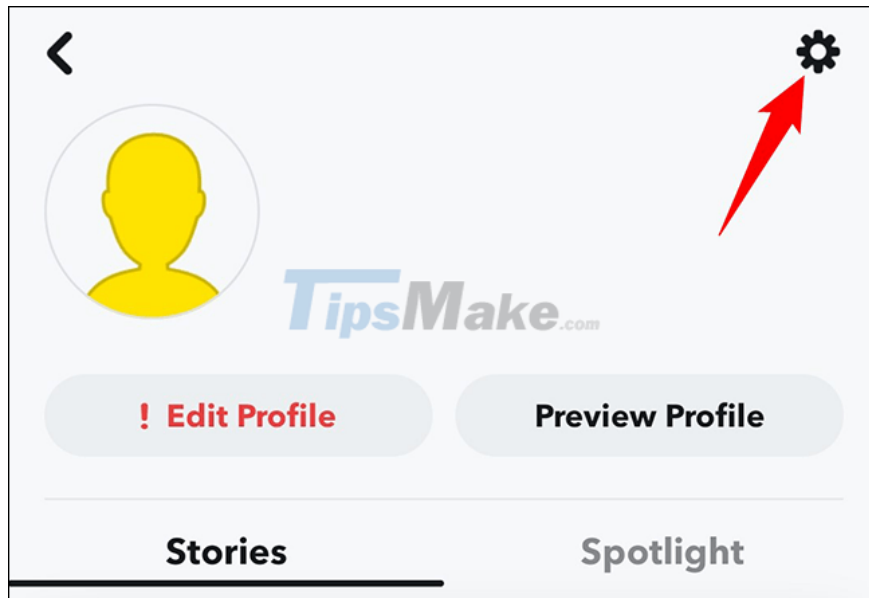 TipsMake.com
! Edit Profile
Preview Profile
Stories
Spotlight